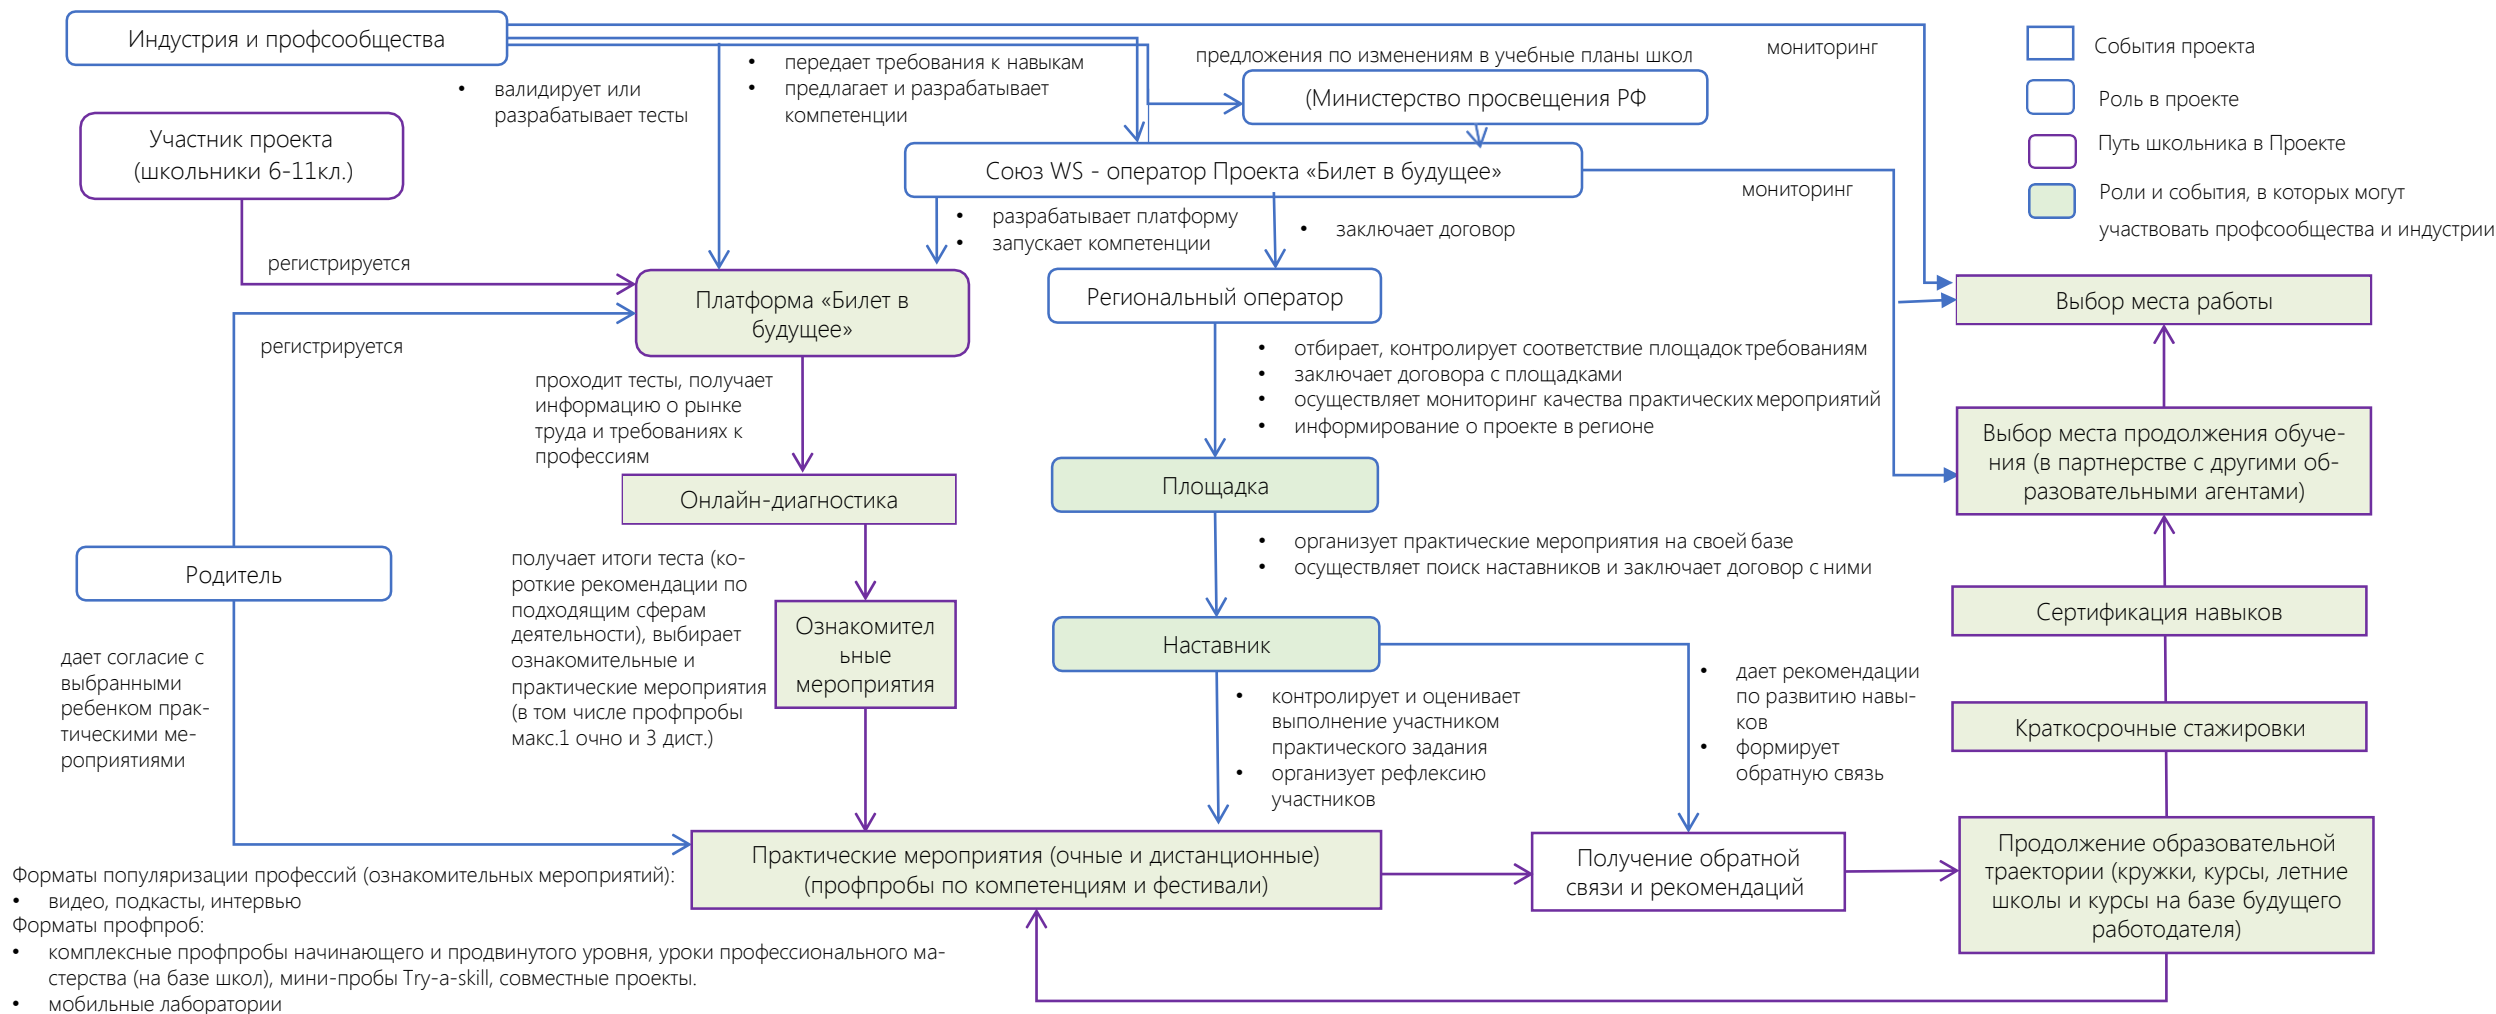 Индустрия и профсообщества
• валидирует или
разрабатывает тесты
• передает требования к навыкам
• предлагает и разрабатывает
компетенции
предложения по изменениям в учебные планы школ
(Министерство просвещения РФ
мониторинг
События проекта
Роль в проекте
Путь школьника в Проекте
Роли и события, в которых могут
участвовать профсообщества и индустрии
Участник проекта
(школьники 6-11кл.)
Союз WS - оператор Проекта «Билет в будущее»
мониторинг
• разрабатывает платформу
• запускает компетенции
• заключает договор
регистрируется
Платформа «Билет в
будущее»
Региональный оператор
Выбор места работы
регистрируется
• отбирает, контролирует соответствие площадок требованиям
• заключает договора с площадками
• осуществляет мониторинг качества практических мероприятий
• информирование о проекте в регионе
проходит тесты, получает
информацию о рынке
труда и требованиях к
профессиям
Выбор места продолжения обуче-
ния (в партнерстве с другими об-
разовательными агентами)
Онлайн-диагностика
Площадка
• организует практические мероприятия на своей базе
• осуществляет поиск наставников и заключает договор с ними
Родитель
получает итоги теста (ко-
роткие рекомендации по
подходящим сферам
деятельности), выбирает
ознакомительные и
практические мероприятия
(в том числе профпробы
макс.1 очно и 3 дист.)
Ознакомител
ьные
мероприятия
Наставник
Сертификация навыков
дает согласие с
выбранными
ребенком прак-
тическими ме-
роприятиями
• контролирует и оценивает
выполнение участником
практического задания
• организует рефлексию
участников
• дает рекомендации
по развитию навы-
ков
• формирует
обратную связь
Краткосрочные стажировки
Практические мероприятия (очные и дистанционные)
(профпробы по компетенциям и фестивали)
Получение обратной
связи и рекомендаций
Продолжение образовательной
траектории (кружки, курсы, летние
школы и курсы на базе будущего
работодателя)
Форматы популяризации профессий (ознакомительных мероприятий):
• видео, подкасты, интервью
Форматы профпроб:
• комплексные профпробы начинающего и продвинутого уровня, уроки профессионального ма-
стерства (на базе школ), мини-пробы Try-a-skill, совместные проекты.
• мобильные лаборатории